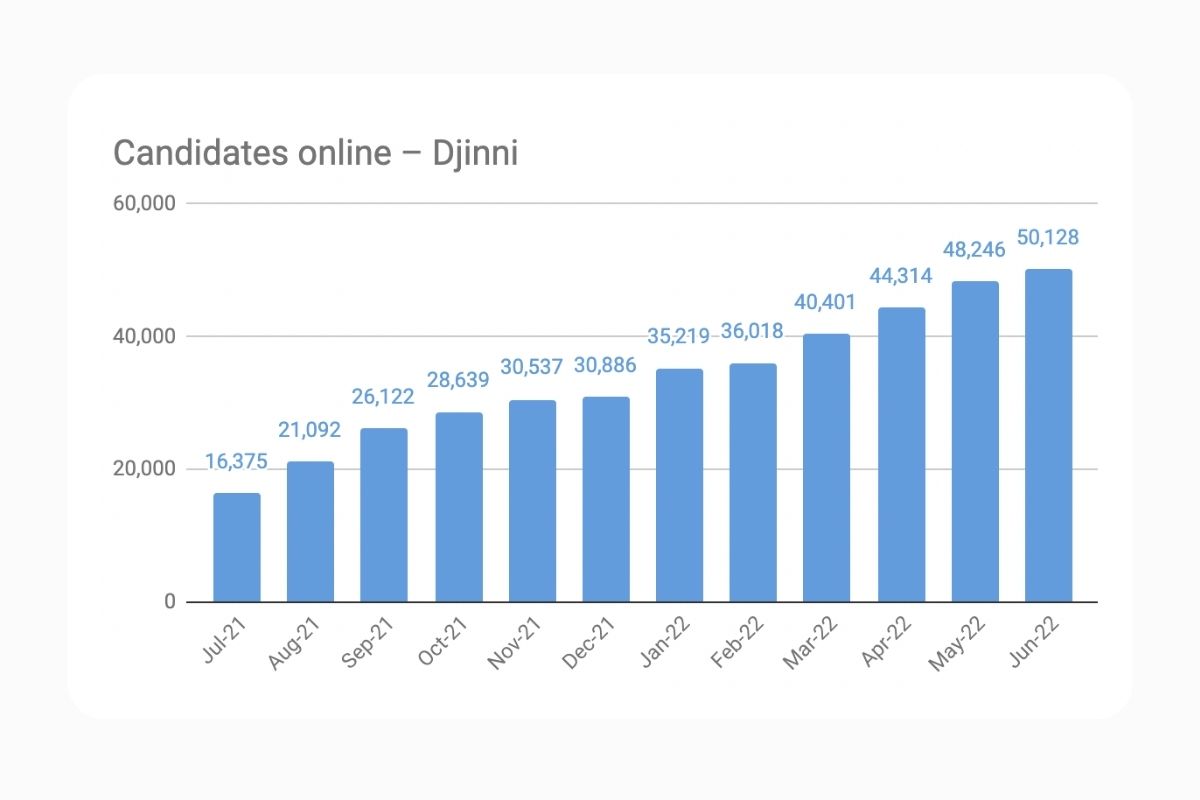 Candidates online – Djinni
60,000
40,000
20,000
0
16,375
21,092
26,122
28,639
30,537
30,886
35,219
36,018
40,401
44,314
48,246
50,128
Jul-21
Aug-21
Sep-21
Oct-21
Nov-21
Dec-21
Jan-22
Feb-22
Mar-22
Apr-22
May-22
Jun-22